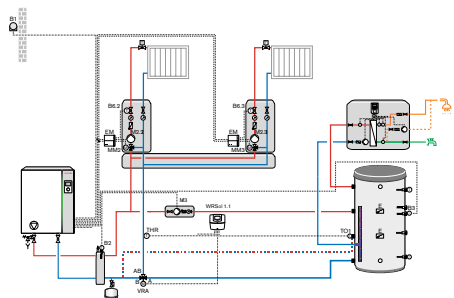 B1
B6.2
B6.3
EM
M2.2
MM2
EM
M2.3
MM3
M3
WRSol 1.1
B3
THR
TO1
B2
E
E
AB
B
A
VRA